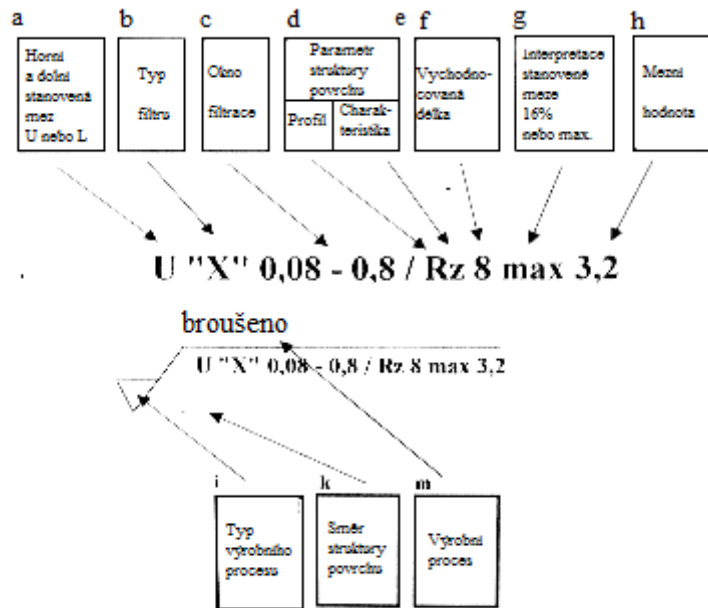 a b c d e f g h
Horní
a dolní
stanovená
mez
U nebo L
Typ
filtru
Okno
filtrace
Parametr
struktury
povrchu
Profil
Charak-
teristika
Vychodno-
covaná
délka
Interpretace
stanovené
meze
16%
nebo max.
Mezní
hodnota
U "X" 0,08 - 0,8 / Rz 8 max 3,2
broušeno
U "X" 0,08 - 0,8 / Rz 8 max 3,2
i k m
Typ
výrobního
procesu
Směr
struktury
povrchu
Výrobní
proces